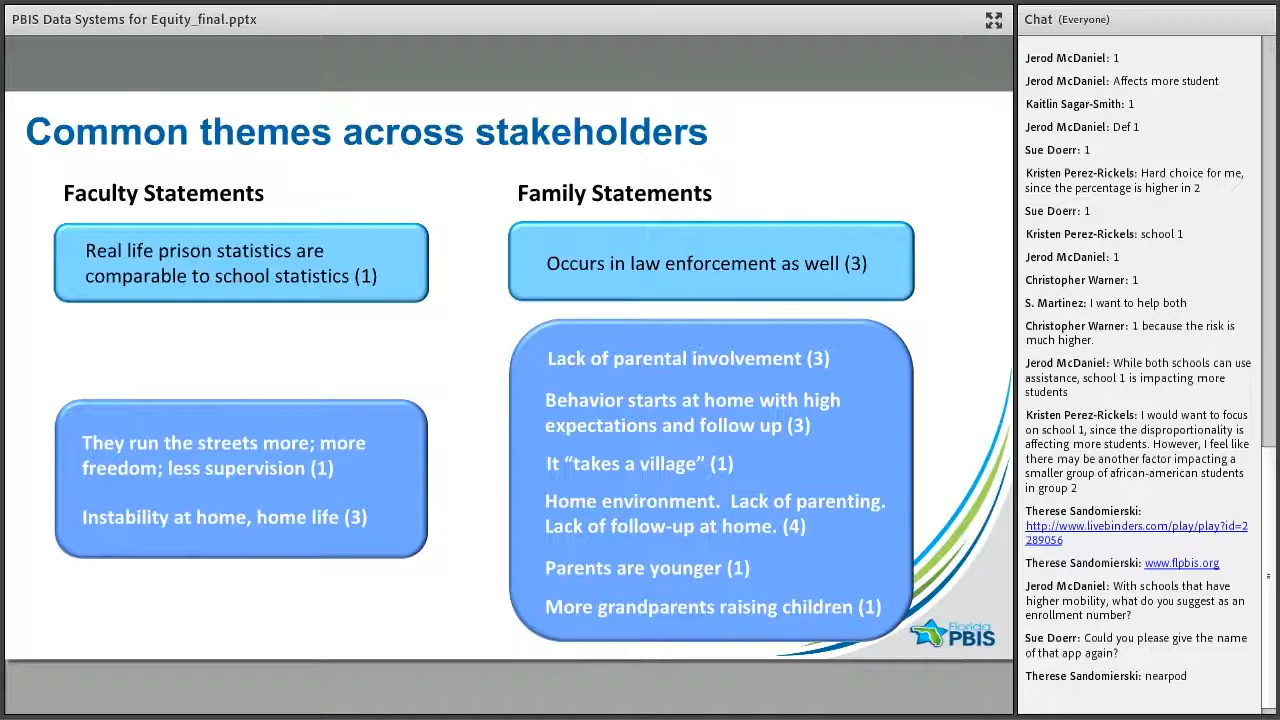 PBIS Data Systems for Equity_final.pptx
Common themes across stakeholders
Faculty Statements
Real life prison statistics are
comparable to school statistics (1)
They run the streets more; more
freedom; less supervision (1)
Instability at home, home life (3)
Family Statements
Occurs in law enforcement as well (3)
Lack of parental involvement (3)
Behavior starts at home with high
expectations and follow up (3)
It “takes a village” (1)
Home environment.  Lack of parenting.
Lack of follow-up at home. (4)
Parents are younger (1)
More grandparents raising children (1)
Florida
PBIS
Chat (Everyone)
Jerod McDaniel: 1
Jerod McDaniel: Affects more student
Kaitlin Sagar-Smith: 1
Jerod McDaniel: Def 1
Sue Doerr: 1
Kristen Perez-Rickels: Hard choice for me,
since the percentage is higher in 2
Sue Doerr: 1
Kristen Perez-Rickels: school 1
Jerod McDaniel: 1
Christopher Warner: 1
S. Martinez: I want to help both
Christopher Warner: 1 because the risk is
much higher.
Jerod McDaniel: While both schools can use
assistance, school 1 is impacting more
students
Kristen Perez-Rickels: I would want to focus
on school 1, since the disproportionality is
affecting more students. However, I feel like
there may be another factor impacting a
smaller group of african-american students
in group 2
Therese Sandomierski:
http://www.livebinders.com/play/play?id=2
289056
Therese Sandomierski: www.flpbis.org
Jerod McDaniel: With schools that have
higher mobility, what do you suggest as an
enrollment number?
Sue Doerr: Could you please give the name
of that app again?
Therese Sandomierski: nearpod